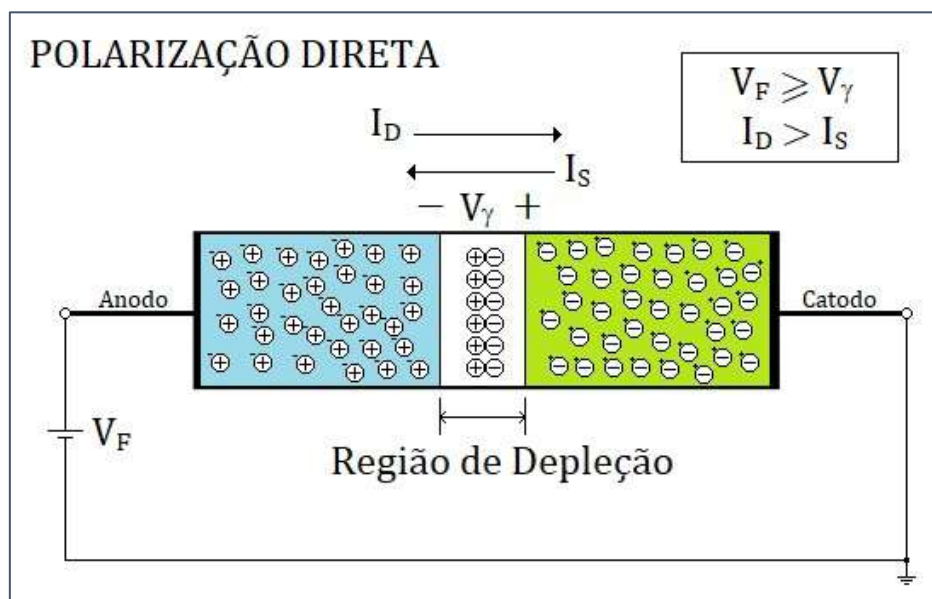 POLARIZAÇÃO DIRETA
V_F ⩾ V_γ
I_D > I_S
I_D
I_S
− V_γ +
Anodo
Catodo
V_F
Região de Depleção